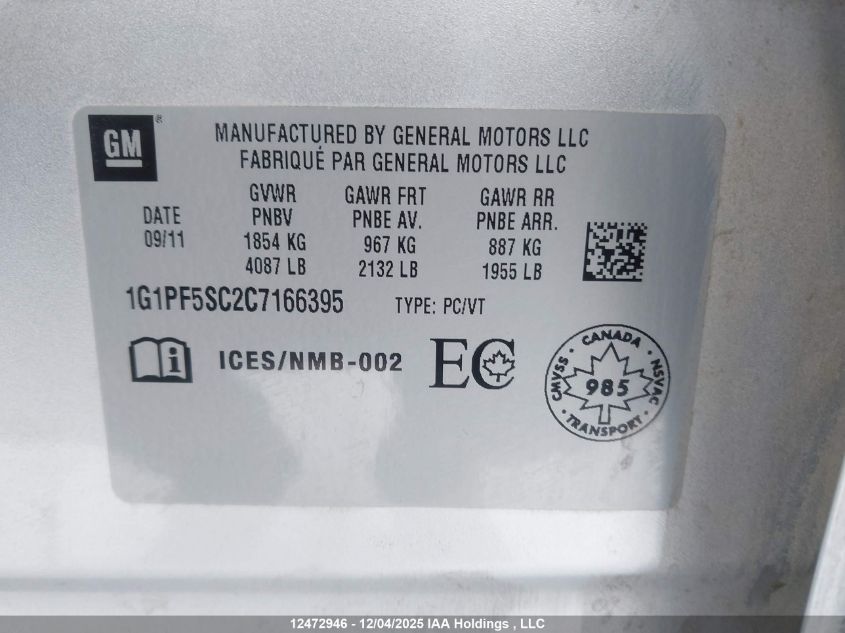 GM®
MANUFACTURED BY GENERAL MOTORS LLC
FABRIQUÉ PAR GENERAL MOTORS LLC
GVWR GAWR FRT GAWR RR
DATE PNBV PNBE AV. PNBE ARR.
09/11 1854 KG 967 KG 887 KG
4087 LB 2132 LB 1955 LB
1G1PF5SC2C7166395 TYPE: PC/VT
i ICES/NMB-002 EC
· CANADA ·
CMVSS 985 NSVAC
· TRANSPORT ·
12472946 - 12/04/2025 IAA Holdings , LLC